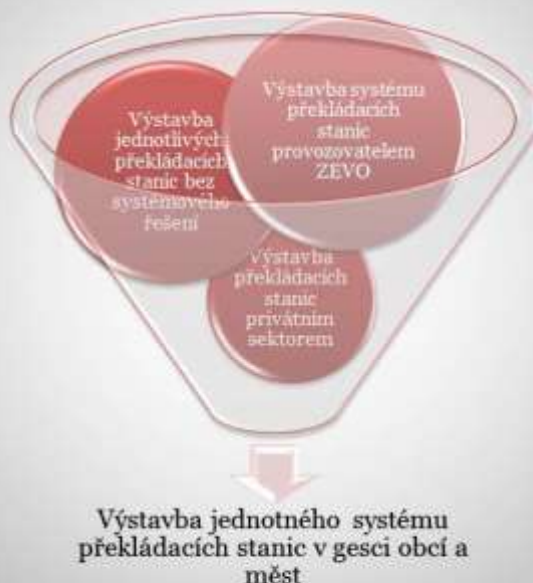 Výstavba
jednotlivých
překládacích
stanic bez
systémového
řešení
Výstavba systému
překládacích
stanic
provozovatelem
ZEVO
Výstavba
překládacích
stanic
privátním
sektorem
Výstavba jednotného systému
překládacích stanic v gesci obcí a
měst